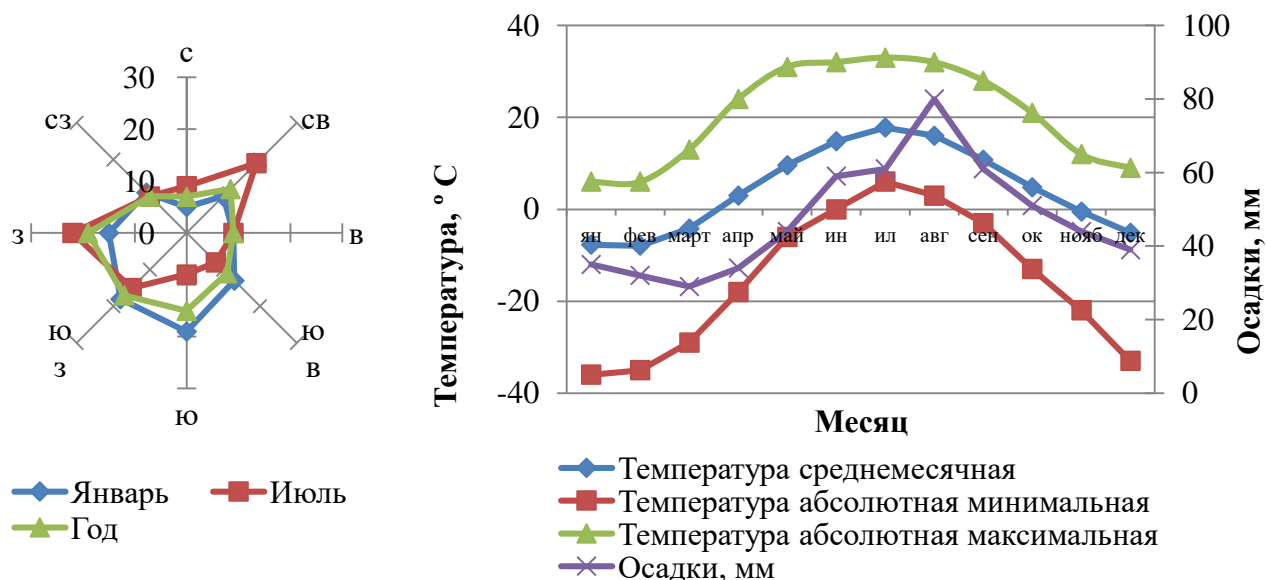 с
30
20
10
0
св
в
ю
в
ю
ю
з
з
сз
Январь
Июль
Год
40
20
0
-20
-40
Температура, º С
100
80
60
40
20
0
Осадки, мм
ян фев март апр май ин ил авг сен ок нояб дек
Месяц
Температура среднемесячная
Температура абсолютная минимальная
Температура абсолютная максимальная
Осадки, мм